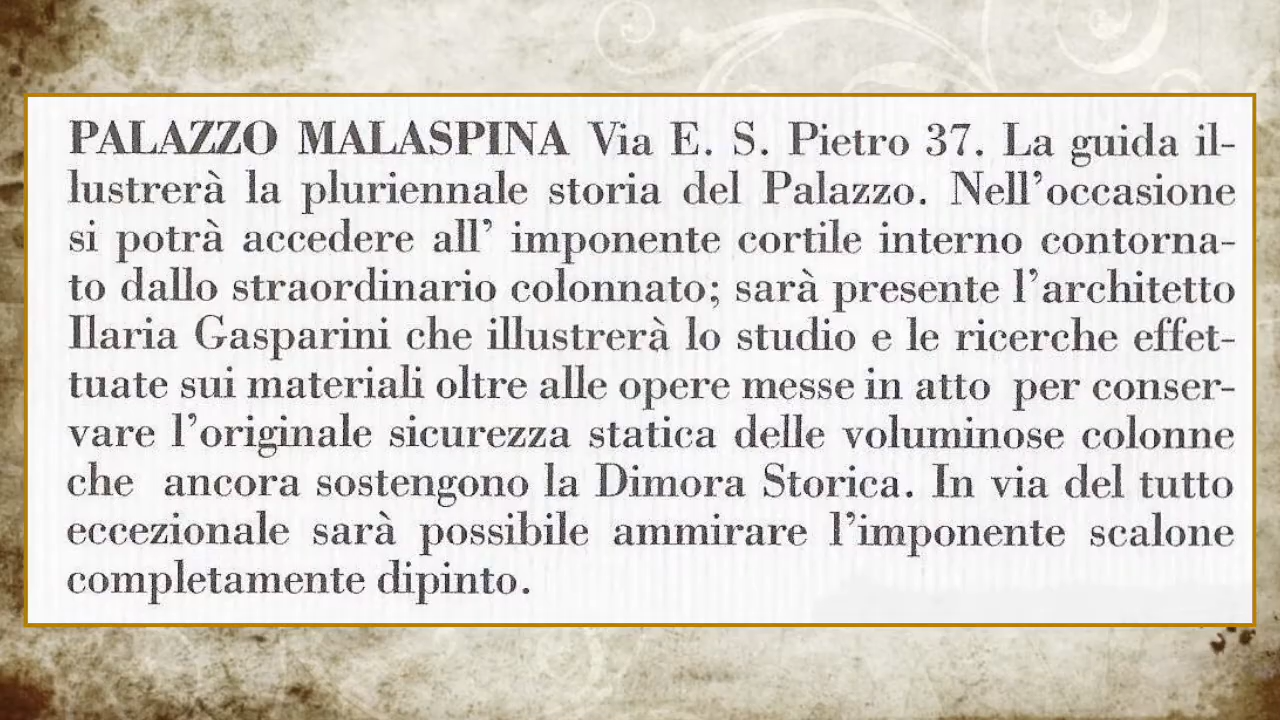 PALAZZO MALASPINA Via E. S. Pietro 37. La guida il-
lustrerà la pluriennale storia del Palazzo. Nell'occasione
si potrà accedere all' imponente cortile interno contorna-
to dallo straordinario colonnato; sarà presente l'architetto
Ilaria Gasparini che illustrerà lo studio e le ricerche effet-
tuate sui materiali oltre alle opere messe in atto  per conser-
vare l'originale sicurezza statica delle voluminose colonne
che  ancora sostengono la Dimora Storica. In via del tutto
eccezionale sarà possibile ammirare l'imponente scalone
completamente dipinto.